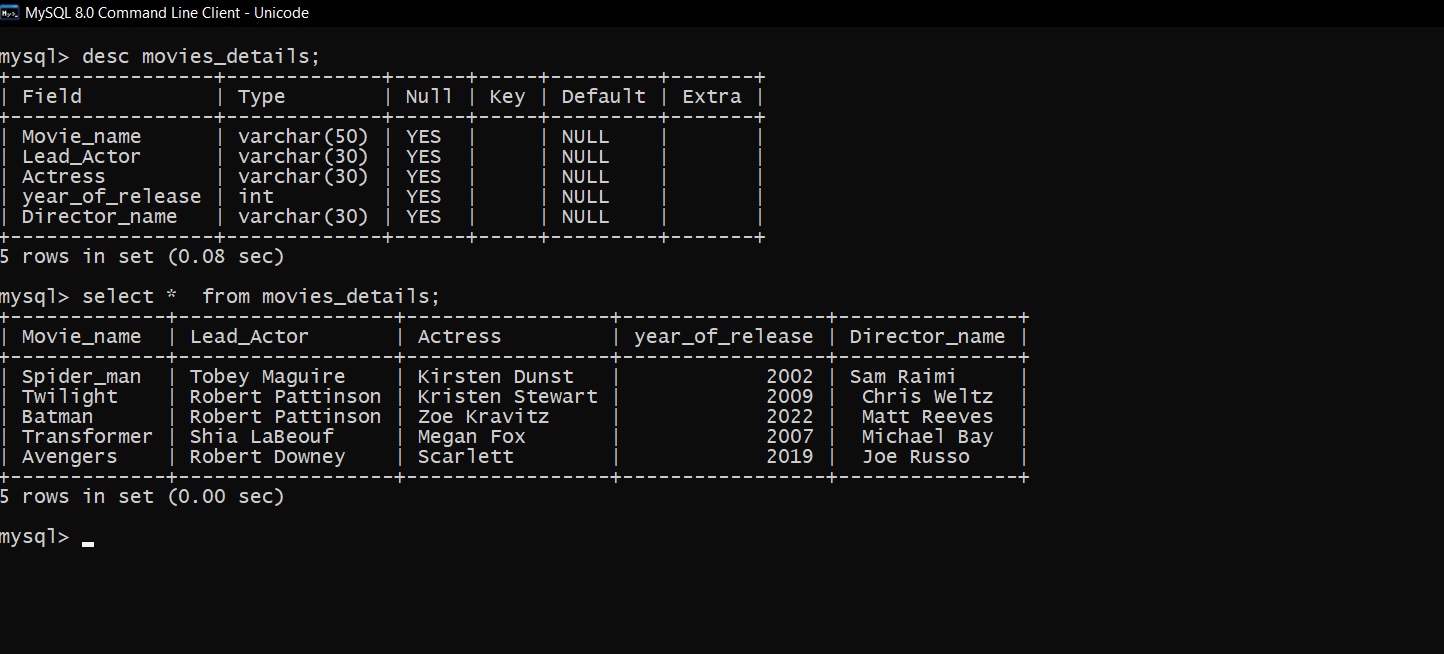 MySQL 8.0 Command Line Client - Unicode
mysql> desc movies_details;
+-----------------+-------------+------+-----+---------+-------+
| Field           | Type        | Null | Key | Default | Extra |
+-----------------+-------------+------+-----+---------+-------+
| Movie_name      | varchar(50) | YES  |     | NULL    |       |
| Lead_Actor      | varchar(30) | YES  |     | NULL    |       |
| Actress         | varchar(30) | YES  |     | NULL    |       |
| year_of_release | int         | YES  |     | NULL    |       |
| Director_name   | varchar(30) | YES  |     | NULL    |       |
+-----------------+-------------+------+-----+---------+-------+
5 rows in set (0.08 sec)
mysql> select *  from movies_details;
+-------------+------------------+-----------------+-----------------+---------------+
| Movie_name  | Lead_Actor       | Actress         | year_of_release | Director_name |
+-------------+------------------+-----------------+-----------------+---------------+
| Spider_man  | Tobey Maguire    | Kirsten Dunst   |            2002 | Sam Raimi     |
| Twilight    | Robert Pattinson | Kristen Stewart |            2009 |  Chris Weltz  |
| Batman      | Robert Pattinson | Zoe Kravitz     |            2022 |  Matt Reeves  |
| Transformer | Shia LaBeouf     | Megan Fox       |            2007 |  Michael Bay  |
| Avengers    | Robert Downey    | Scarlett        |            2019 |  Joe Russo    |
+-------------+------------------+-----------------+-----------------+---------------+
5 rows in set (0.00 sec)
mysql> _